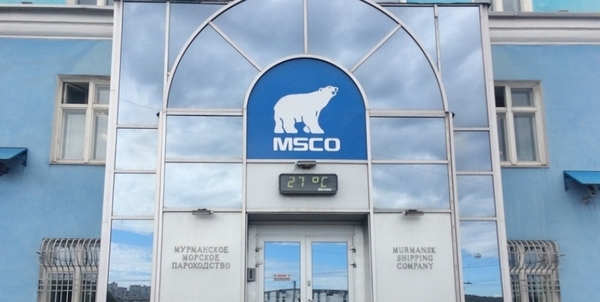 MSCO
27°C
МУРМАНСКОЕ
МОРСКОЕ
ПАРОХОДСТВО
MURMANSK
SHIPPING
COMPANY